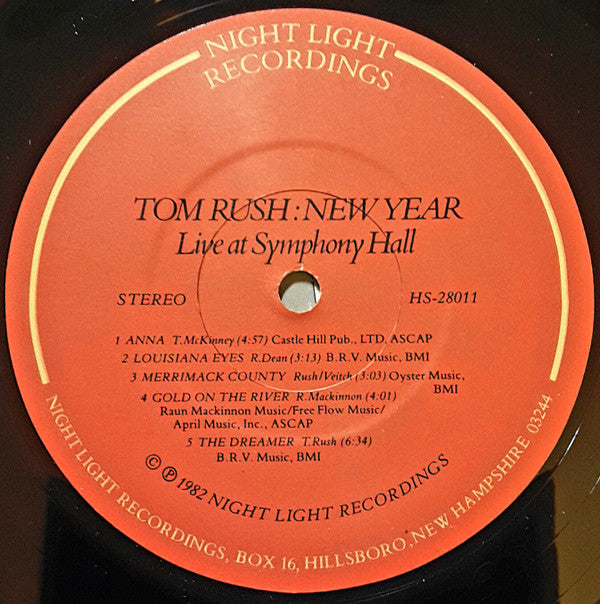 NIGHT LIGHT
RECORDINGS
TOM RUSH: NEW YEAR
Live at Symphony Hall
STEREO
HS-28011
1 ANNA T. McKinney (4:57) Castle Hill Pub., LTD. ASCAP
2 LOUISIANA EYES R. Dean (3:13) B.R.V. Music, BMI
3 MERRIMACK COUNTY Rush/Veitch (3:03) Oyster Music,
BMI
4 GOLD ON THE RIVER R. Mackinnon (4:01)
Raun Mackinnon Music/Free Flow Music/
April Music, Inc., ASCAP
5 THE DREAMER T. Rush (6:34)
B.R.V. Music, BMI
© ℗ 1982 NIGHT LIGHT RECORDINGS
NIGHT LIGHT RECORDINGS, BOX 16, HILLSBORO, NEW HAMPSHIRE 03244